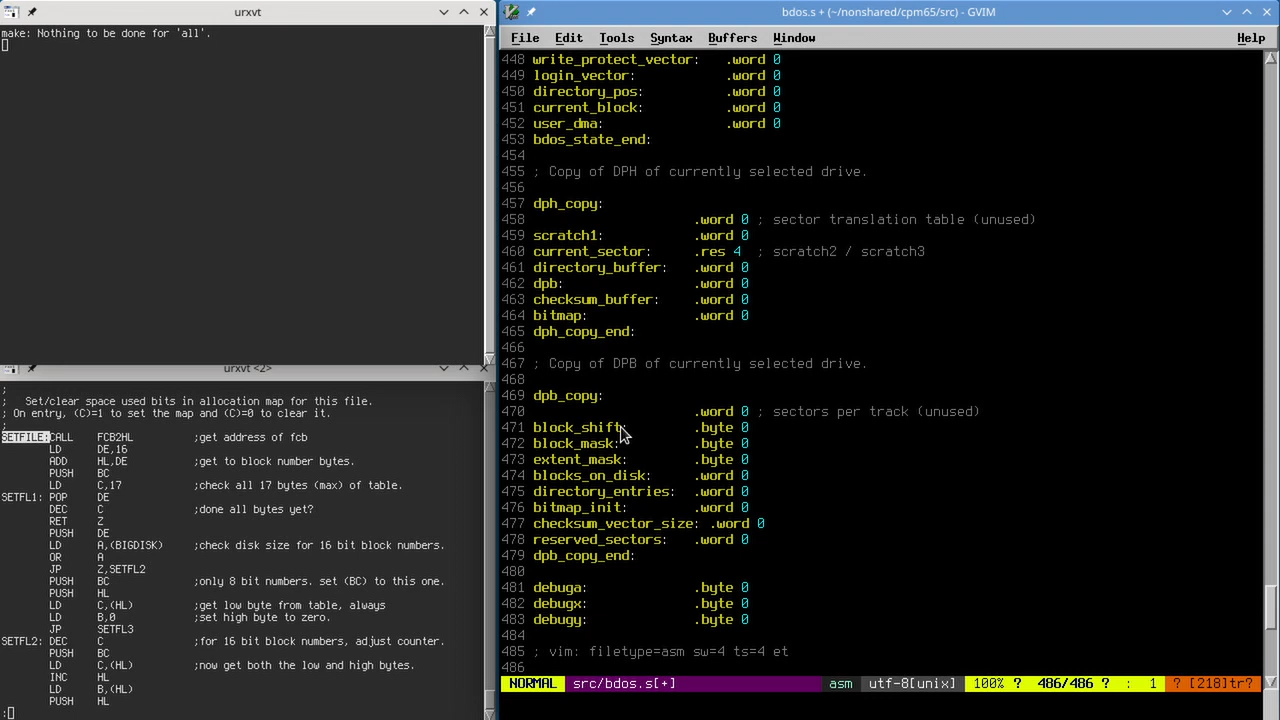 urxvt
make: Nothing to be done for 'all'.
urxvt <2>
;
;   Set/clear space used bits in allocation map for this file.
; On entry, (C)=1 to set the map and (C)=0 to clear it.
;
SETFILE:CALL    FCB2HL          ;get address of fcb
        LD      DE,16
        ADD     HL,DE           ;get to block number bytes.
        PUSH    BC
        LD      C,17            ;check all 17 bytes (max) of table.
SETFL1: POP     DE
        DEC     C               ;done all bytes yet?
        RET     Z
        PUSH    DE
        LD      A,(BIGDISK)     ;check disk size for 16 bit block numbers.
        OR      A
        JP      Z,SETFL2
        PUSH    BC              ;only 8 bit numbers. set (BC) to this one.
        PUSH    HL
        LD      C,(HL)          ;get low byte from table, always
        LD      B,0             ;set high byte to zero.
        JP      SETFL3
SETFL2: DEC     C               ;for 16 bit block numbers, adjust counter.
        PUSH    BC
        LD      C,(HL)          ;now get both the low and high bytes.
        INC     HL
        LD      B,(HL)
        PUSH    HL
:
bdos.s + (~/nonshared/cpm65/src) - GVIM
File Edit Tools Syntax Buffers Window Help
448 write_protect_vector:   .word 0
449 login_vector:           .word 0
450 directory_pos:          .word 0
451 current_block:          .word 0
452 user_dma:               .word 0
453 bdos_state_end:
454
455 ; Copy of DPH of currently selected drive.
456
457 dph_copy:
458                     .word 0 ; sector translation table (unused)
459 scratch1:           .word 0
460 current_sector:     .res 4  ; scratch2 / scratch3
461 directory_buffer:   .word 0
462 dpb:                .word 0
463 checksum_buffer:    .word 0
464 bitmap:             .word 0
465 dph_copy_end:
466
467 ; Copy of DPB of currently selected drive.
468
469 dpb_copy:
470                     .word 0 ; sectors per track (unused)
471 block_shift:        .byte 0
472 block_mask:         .byte 0
473 extent_mask:        .byte 0
474 blocks_on_disk:     .word 0
475 directory_entries:  .word 0
476 bitmap_init:        .word 0
477 checksum_vector_size: .word 0
478 reserved_sectors:   .word 0
479 dpb_copy_end:
480
481 debuga:             .byte 0
482 debugx:             .byte 0
483 debugy:             .byte 0
484
485 ; vim: filetype=asm sw=4 ts=4 et
486
NORMAL src/bdos.s[+] asm utf-8[unix] 100% ? 486/486 ? : 1 ? [218]tr?